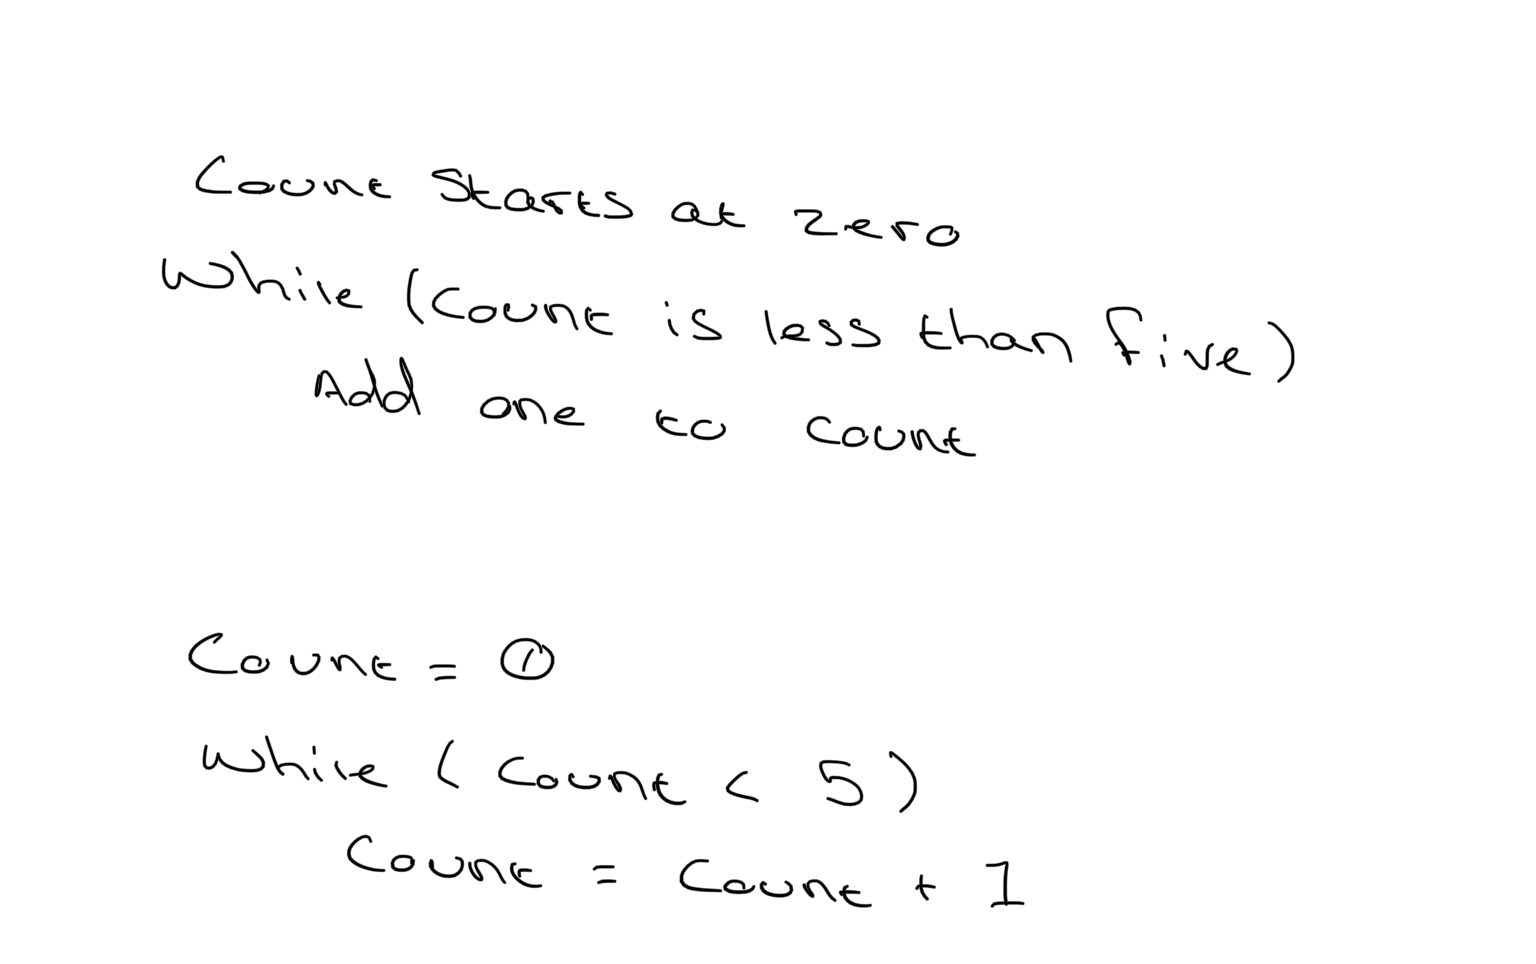 Count Starts at zero
While (Count is less than five)
Add one to count
Count = 0
While ( Count < 5 )
Count = Count + 1